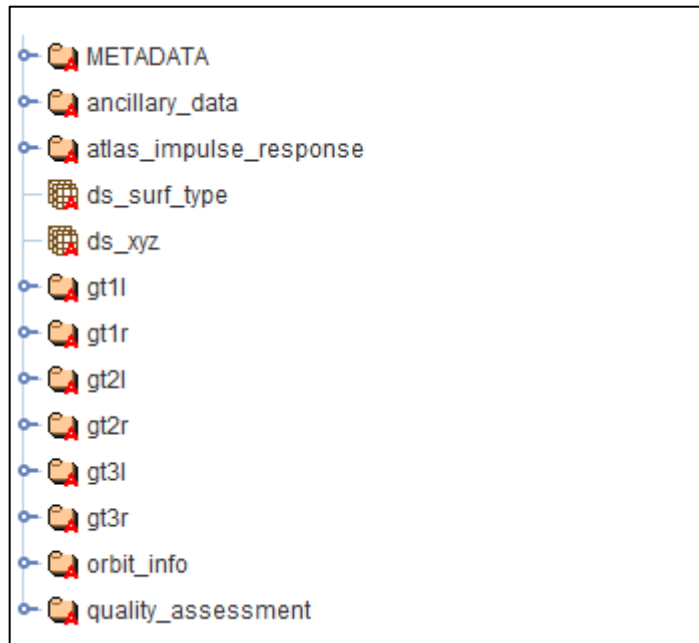 METADATA
ancillary_data
atlas_impulse_response
ds_surf_type
ds_xyz
gt1l
gt1r
gt2l
gt2r
gt3l
gt3r
orbit_info
quality_assessment